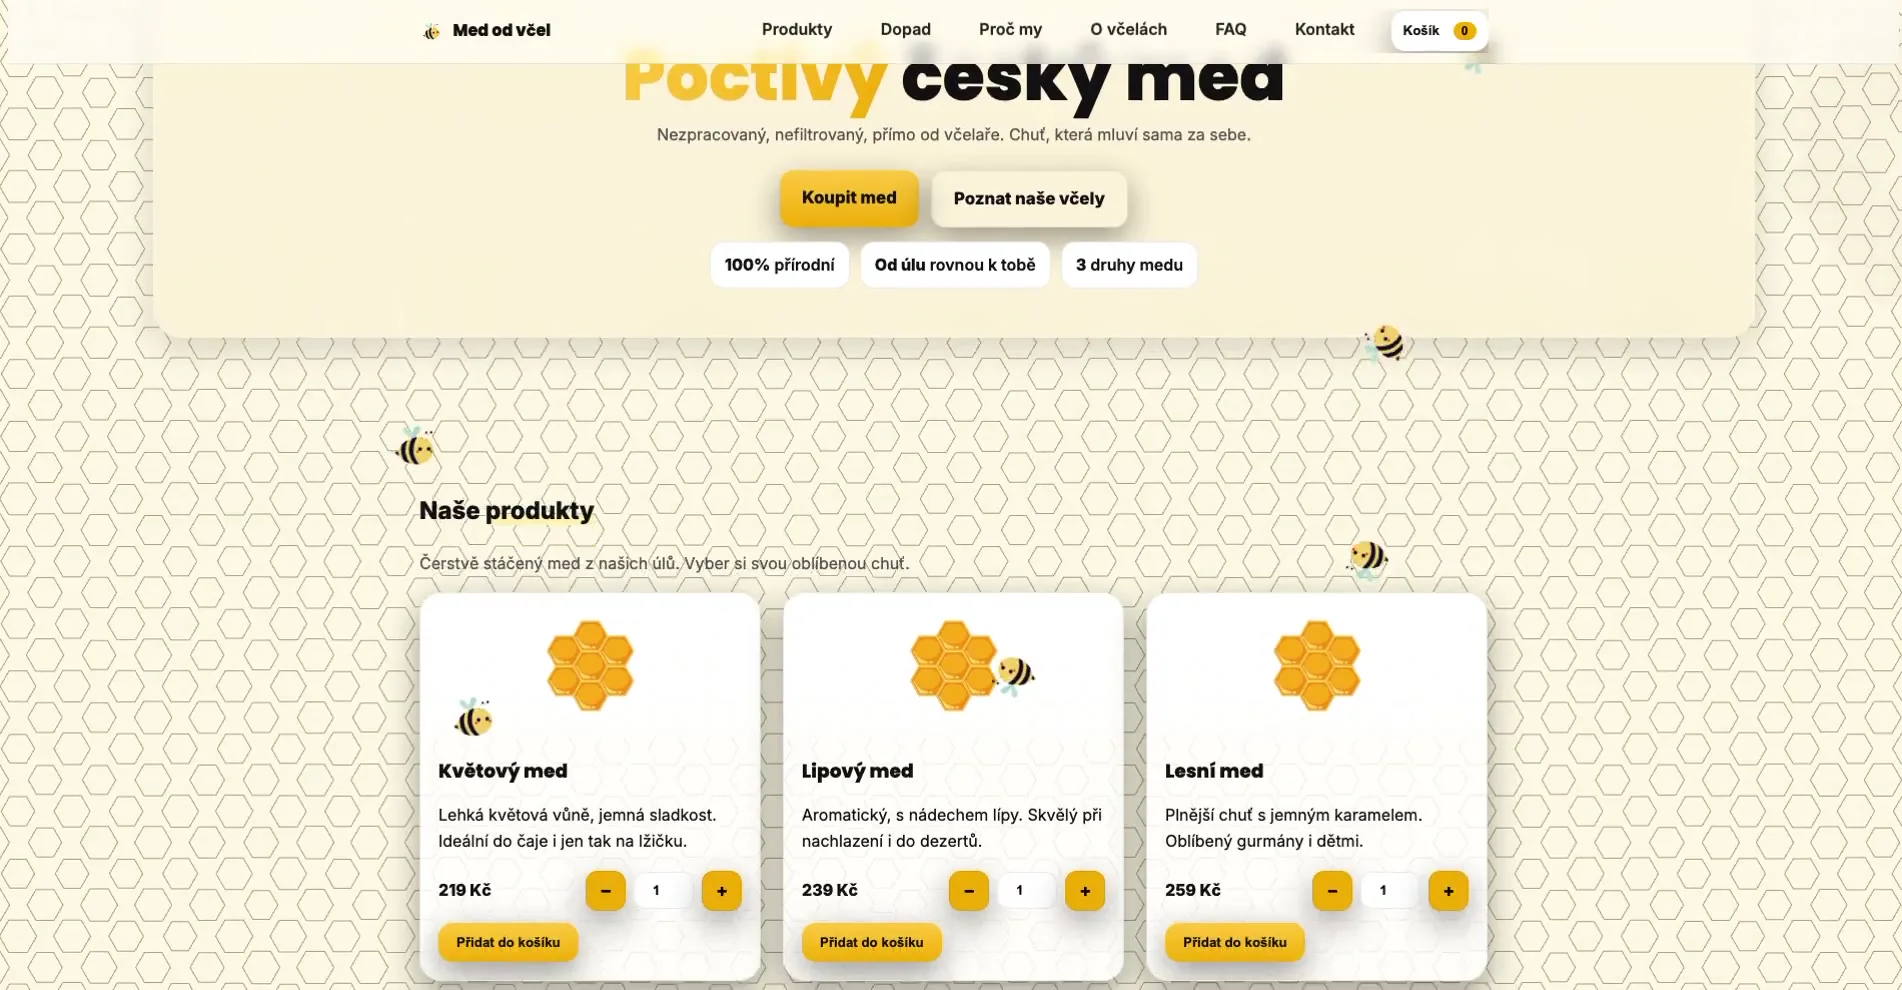 Med od včel
Produkty
Dopad
Proč my
O včelách
FAQ
Kontakt
Košík 0
Poctivý český med
Nezpracovaný, nefiltrovaný, přímo od včelaře. Chuť, která mluví sama za sebe.
Koupit med
Poznat naše včely
100% přírodní
Od úlu rovnou k tobě
3 druhy medu
Naše produkty
Čerstvě stáčený med z našich úlů. Vyber si svou oblíbenou chuť.
Květový med
Lehká květová vůně, jemná sladkost.
Ideální do čaje i jen tak na lžičku.
219 Kč
− 1 +
Přidat do košíku
Lipový med
Aromatický, s nádechem lípy. Skvělý při
nachlazení i do dezertů.
239 Kč
− 1 +
Přidat do košíku
Lesní med
Plnější chuť s jemným karamelem.
Oblíbený gurmány i dětmi.
259 Kč
− 1 +
Přidat do košíku